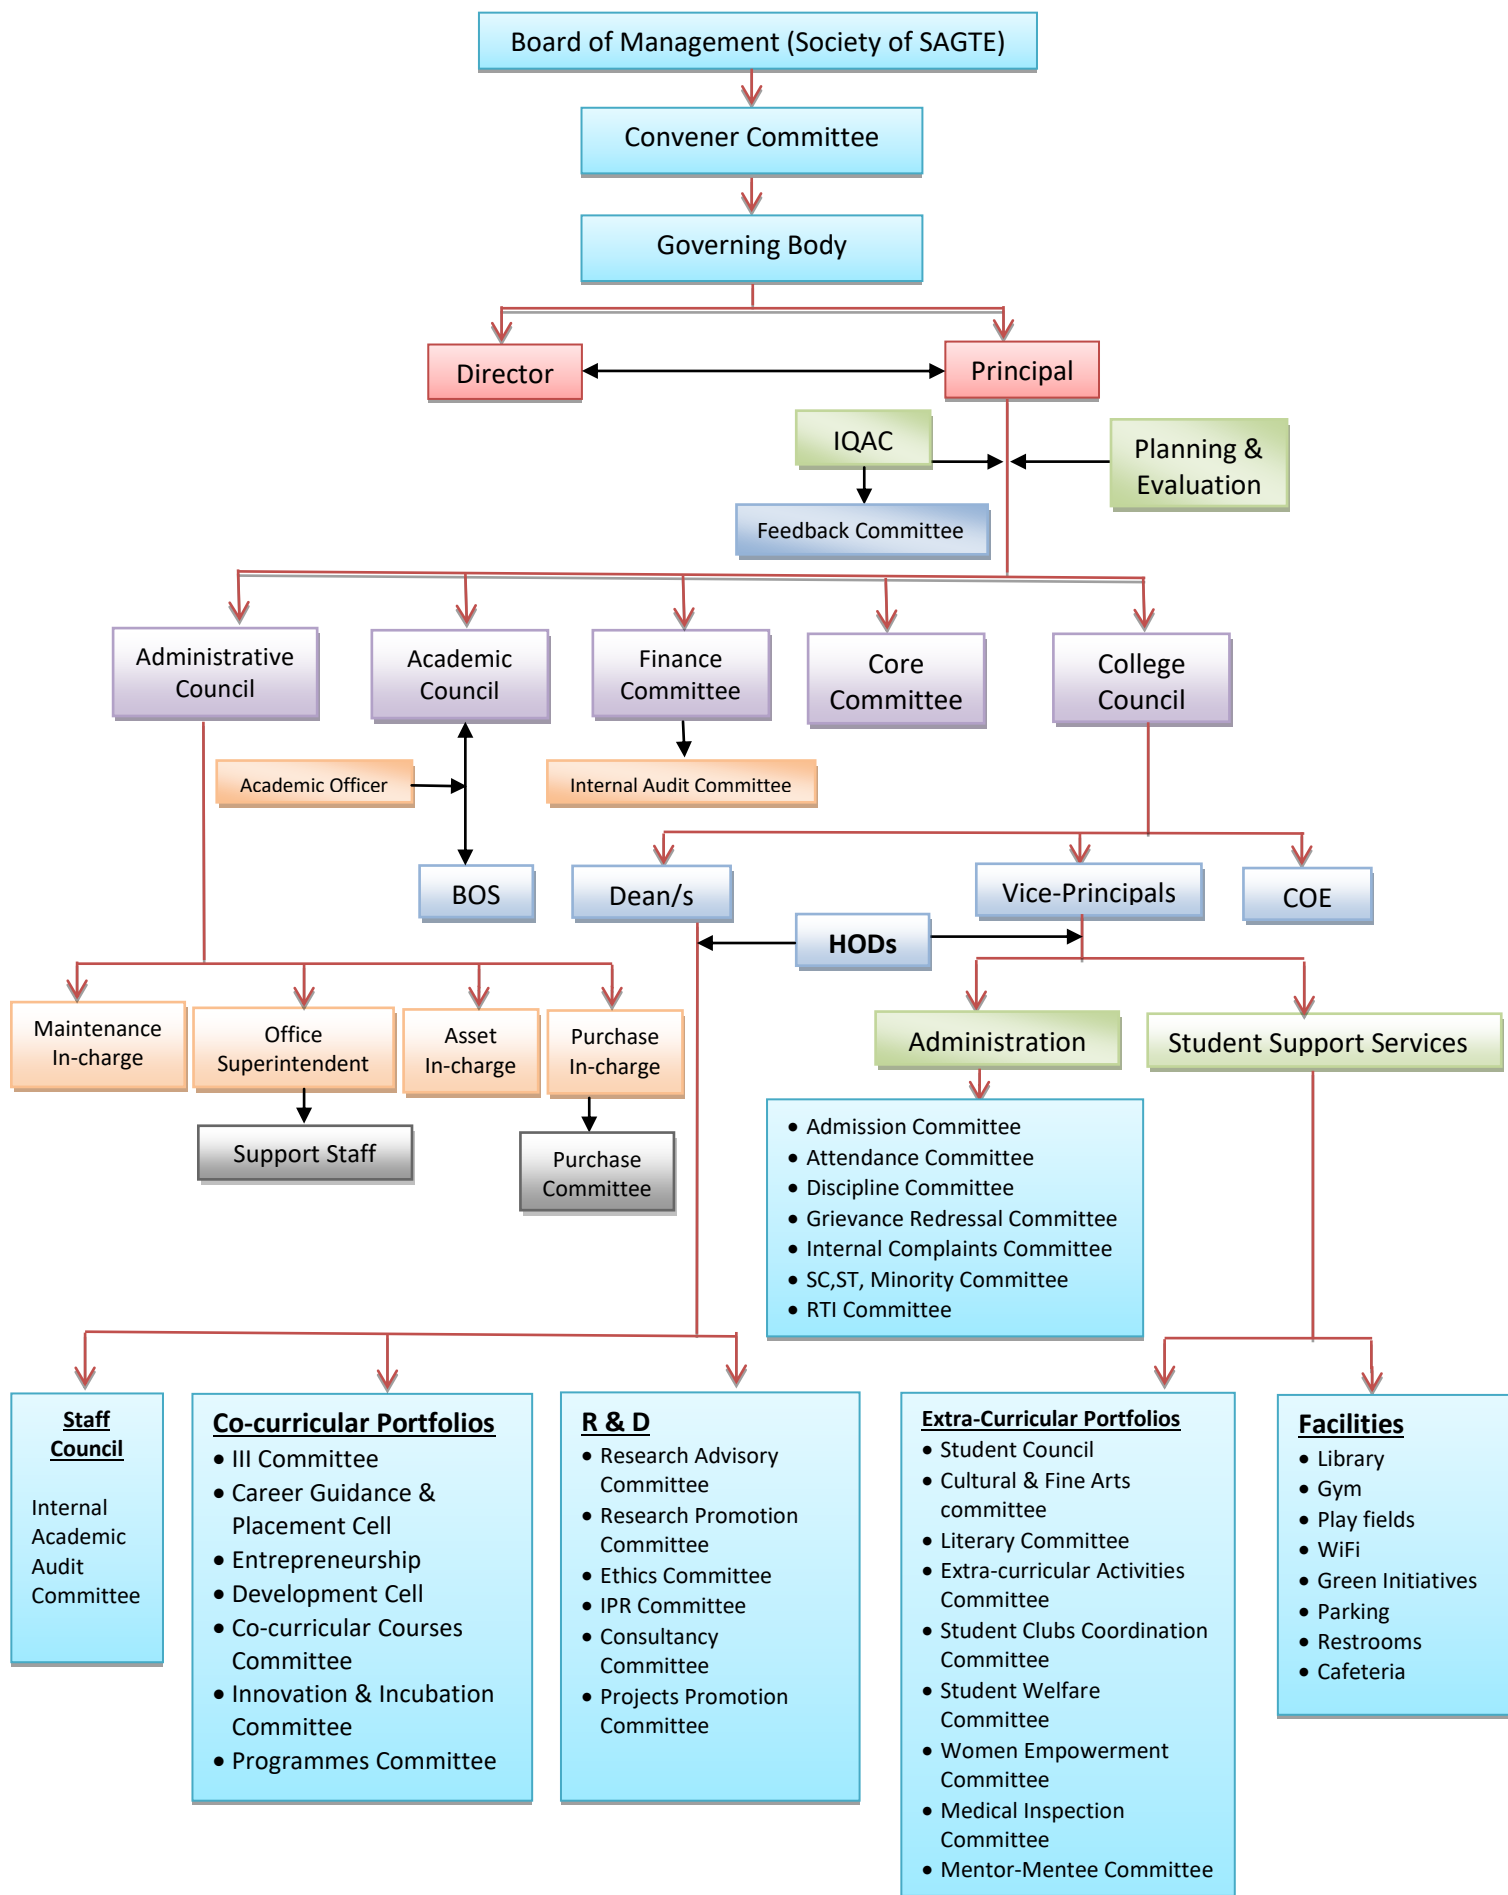 Board of Management (Society of SAGTE)
Convener Committee
Governing Body
Director
Principal
IQAC
Planning &
Evaluation
Feedback Committee
Administrative
Council
Academic
Council
Finance
Committee
Core
Committee
College
Council
Academic Officer
Internal Audit Committee
BOS
Dean/s
Vice-Principals
COE
HODs
Maintenance
In-charge
Office
Superintendent
Asset
In-charge
Purchase
In-charge
Administration
Student Support Services
Support Staff
Purchase
Committee
• Admission Committee
• Attendance Committee
• Discipline Committee
• Grievance Redressal Committee
• Internal Complaints Committee
• SC,ST, Minority Committee
• RTI Committee
Staff
Council
Internal
Academic
Audit
Committee
Co-curricular Portfolios
• III Committee
• Career Guidance &
Placement Cell
• Entrepreneurship
• Development Cell
• Co-curricular Courses
Committee
• Innovation & Incubation
Committee
• Programmes Committee
R & D
• Research Advisory
Committee
• Research Promotion
Committee
• Ethics Committee
• IPR Committee
• Consultancy
Committee
• Projects Promotion
Committee
Extra-Curricular Portfolios
• Student Council
• Cultural & Fine Arts
committee
• Literary Committee
• Extra-curricular Activities
Committee
• Student Clubs Coordination
Committee
• Student Welfare
Committee
• Women Empowerment
Committee
• Medical Inspection
Committee
• Mentor-Mentee Committee
Facilities
• Library
• Gym
• Play fields
• WiFi
• Green Initiatives
• Parking
• Restrooms
• Cafeteria